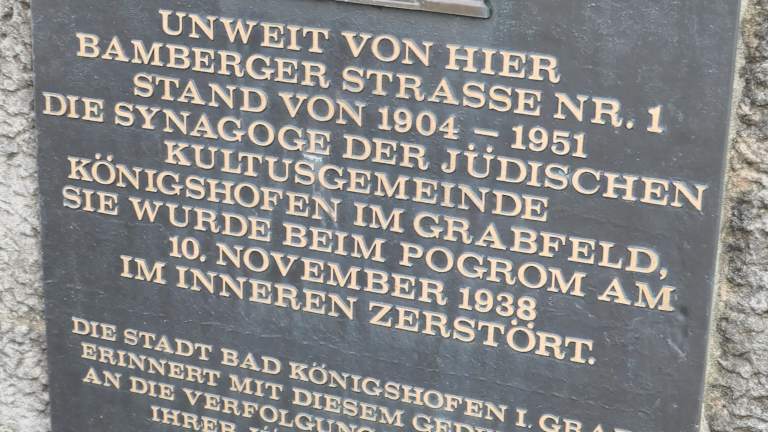 UNWEIT VON HIER
BAMBERGER STRASSE NR. 1
STAND VON 1904 – 1951
DIE SYNAGOGE DER JÜDISCHEN
KULTUSGEMEINDE
KÖNIGSHOFEN IM GRABFELD,
SIE WURDE BEIM POGROM AM
10. NOVEMBER 1938
IM INNEREN ZERSTÖRT.
DIE STADT BAD KÖNIGSHOFEN I.
ERINNERT MIT DIESEM
AN DIE VERFOLGUNG
IHRER